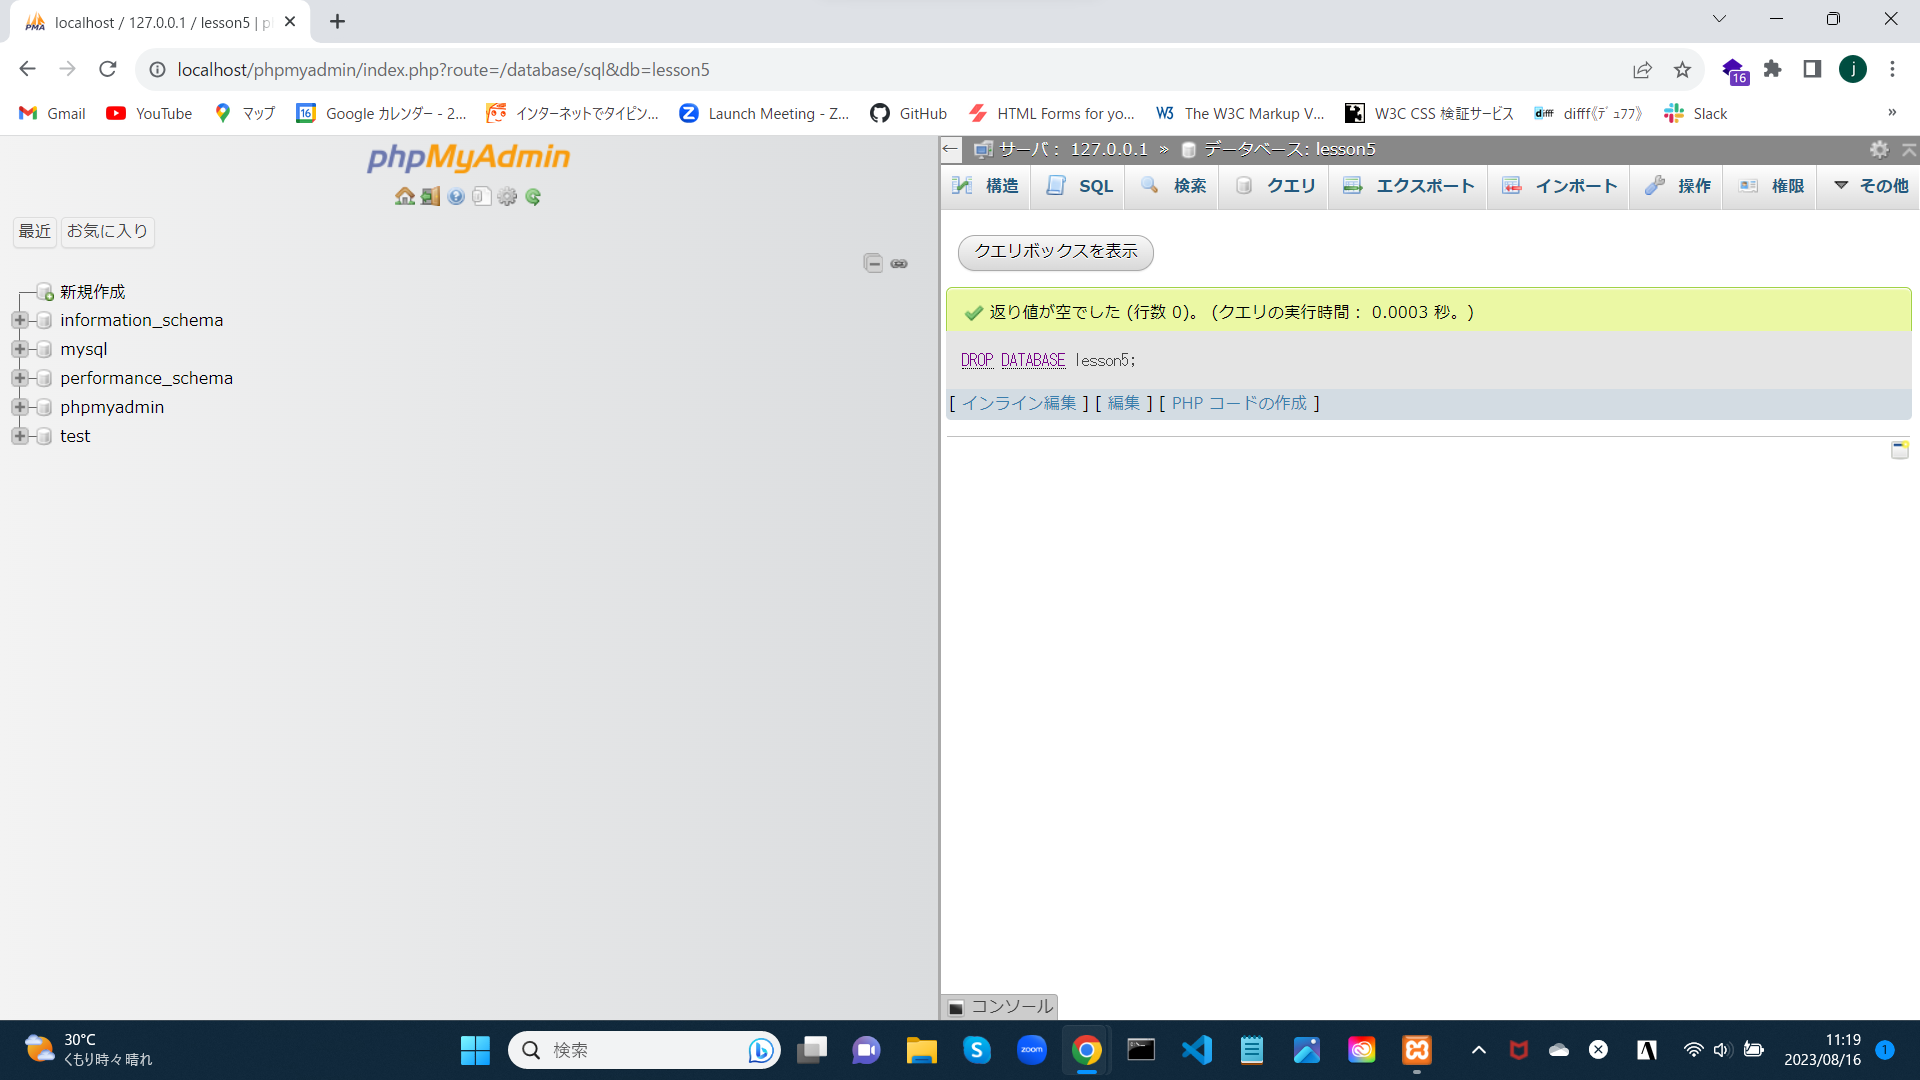 localhost / 127.0.0.1 / lesson5 | p
localhost/phpmyadmin/index.php?route=/database/sql&db=lesson5
16
j
Gmail
YouTube
マップ
16
Google カレンダー - 2...
インターネットでタイピン...
Launch Meeting - Z...
GitHub
HTML Forms for yo...
The W3C Markup V...
W3C CSS 検証サービス
difff《ﾃﾞｭﾌﾌ》
Slack
»
phpMyAdmin
最近
お気に入り
新規作成
information_schema
mysql
performance_schema
phpmyadmin
test
サーバ: 127.0.0.1 » データベース: lesson5
構造
SQL
検索
クエリ
エクスポート
インポート
操作
権限
その他
クエリボックスを表示
返り値が空でした (行数 0)。 (クエリの実行時間: 0.0003 秒。)
DROP DATABASE lesson5;
[ インライン編集 ] [ 編集 ] [ PHP コードの作成 ]
コンソール
30°C
くもり時々晴れ
検索
zoom
11:19
2023/08/16
1